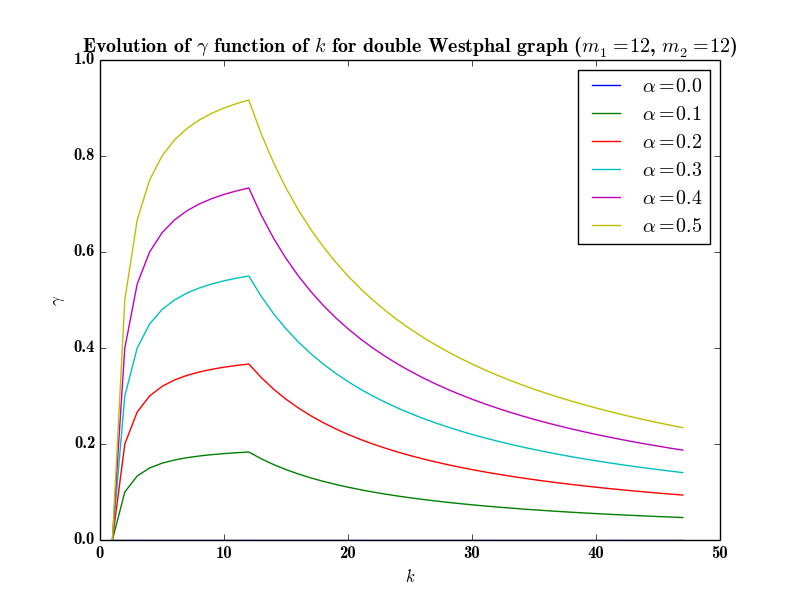 Evolution of γ function of k for double Westphal graph (m₁ =12, m₂ =12)
1.0
α=0.0
α=0.1
0.8
α=0.2
α=0.3
α=0.4
α=0.5
0.6
γ
0.4
0.2
0.0
0 10 20 30 40 50
k